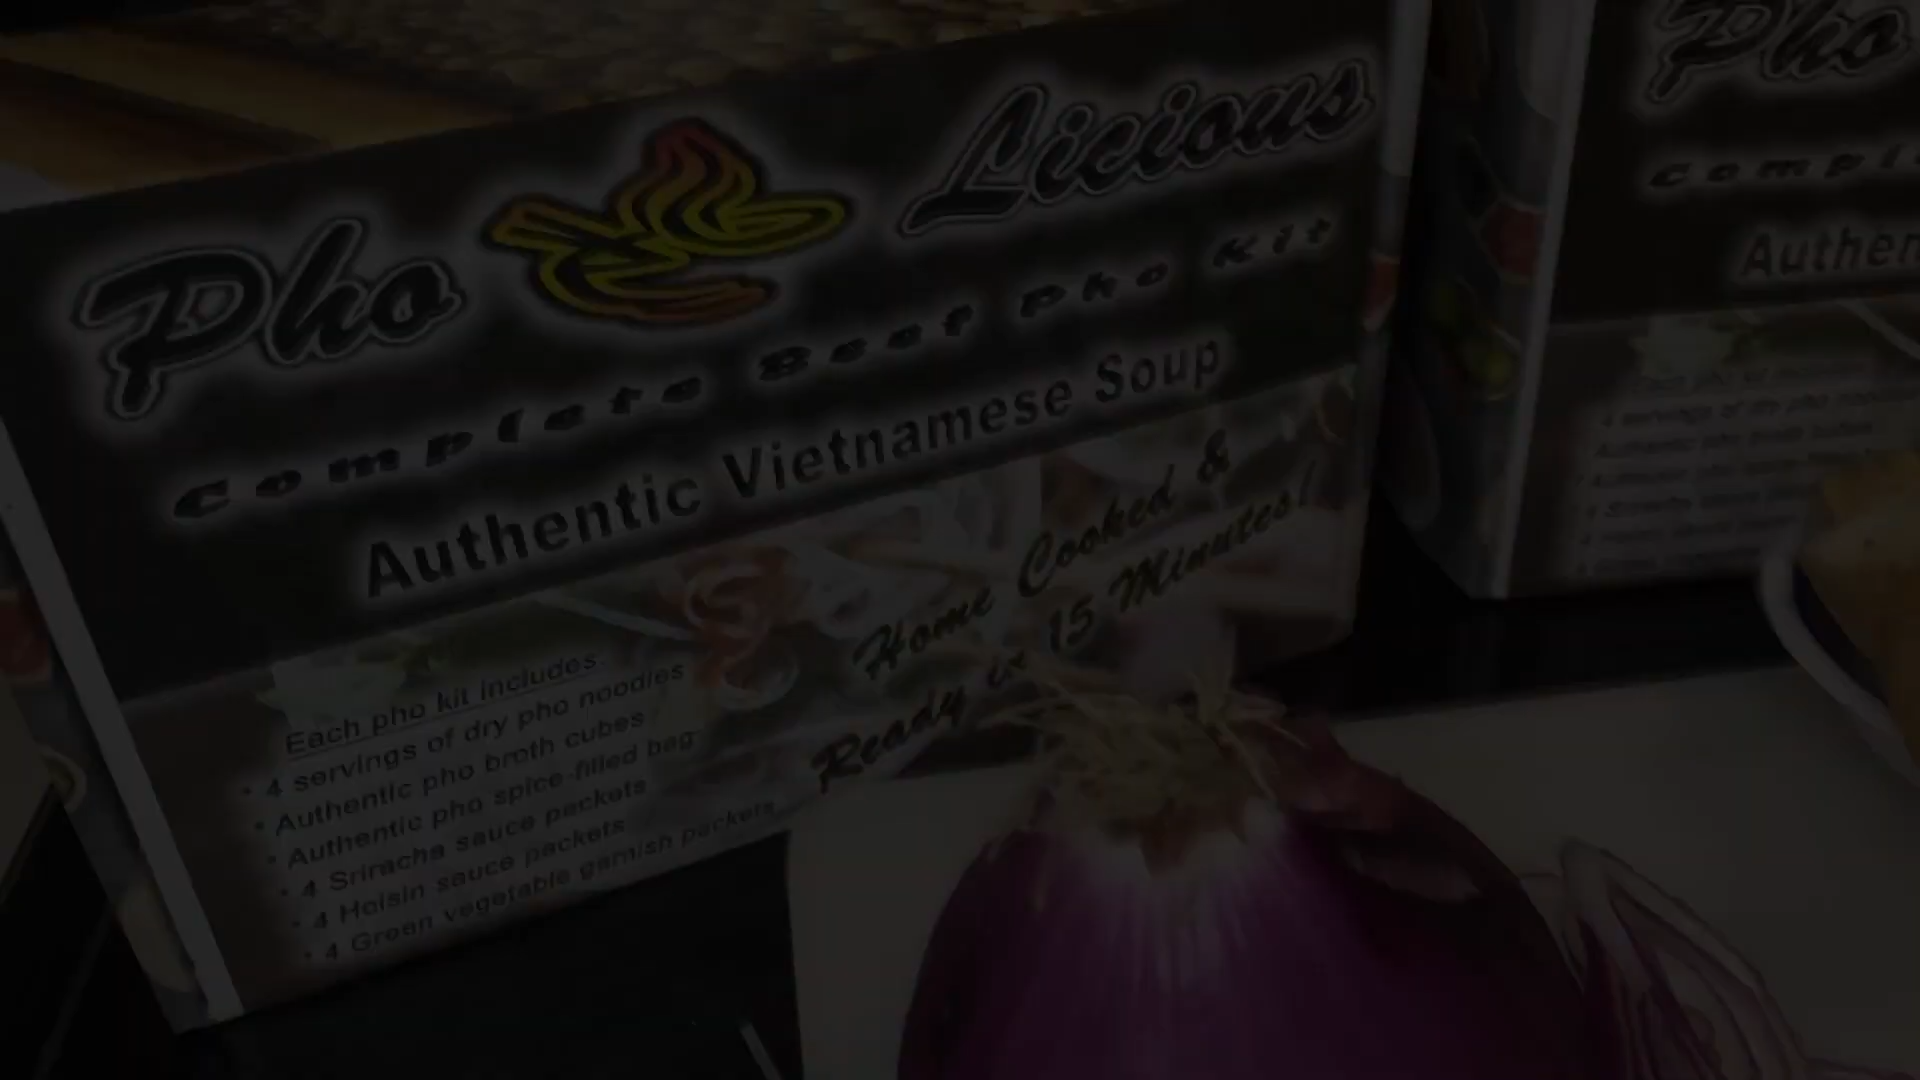 Pho Licious
Complete Beef Pho Kit
Authentic Vietnamese Soup
Home Cooked &
Ready in 15 Minutes!
Each pho kit includes:
• 4 servings of dry pho noodles
• Authentic pho broth cubes
• Authentic pho spice-filled bag
• 4 Sriracha sauce packets
• 4 Hoisin sauce packets
• 4 Green vegetable garnish packets
Pho
Authen